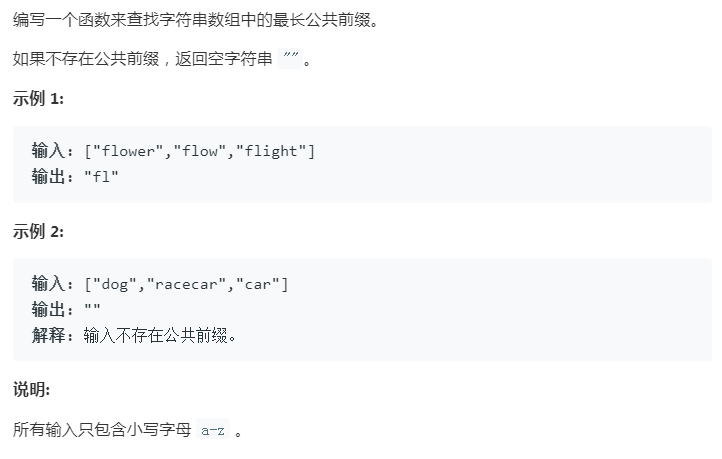 编写一个函数来查找字符串数组中的最长公共前缀。
如果不存在公共前缀，返回空字符串 ""。
示例 1:
输入: ["flower","flow","flight"]
输出: "fl"
示例 2:
输入: ["dog","racecar","car"]
输出: ""
解释: 输入不存在公共前缀。
说明:
所有输入只包含小写字母 a-z 。